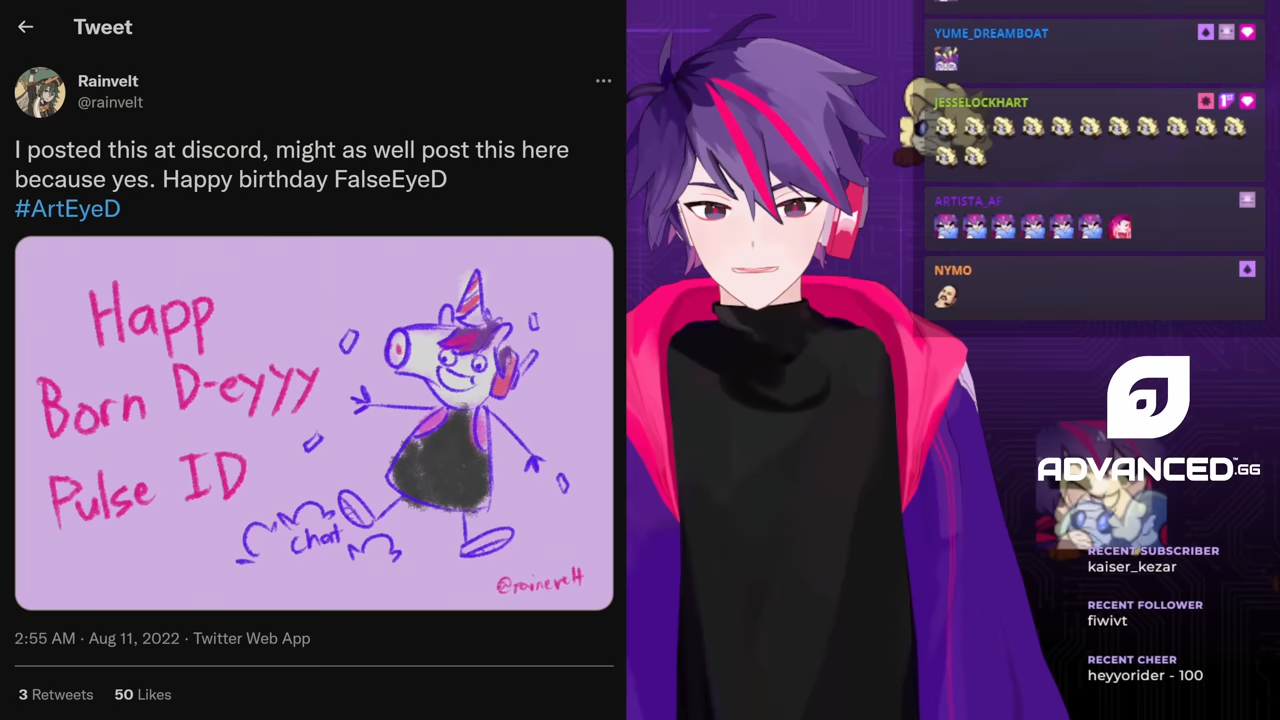 Tweet
Rainvelt
@rainvelt
I posted this at discord, might as well post this here
because yes. Happy birthday FalseEyeD
#ArtEyeD
Happ
Born D-eyyy
Pulse ID
Chat
@rainevelt
2:55 AM · Aug 11, 2022 · Twitter Web App
3 Retweets 50 Likes
YUME_DREAMBOAT
JESSELOCKHART
ARTISTA_AF
NYMO
ADVANCED™.GG
RECENT SUBSCRIBER
kaiser_kezar
RECENT FOLLOWER
fiwivt
RECENT CHEER
heyyorider - 100